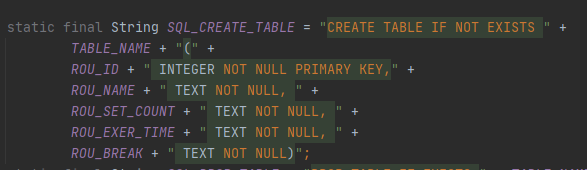 static final String SQL_CREATE_TABLE = "CREATE TABLE IF NOT EXISTS " +
TABLE_NAME + "(" +
ROU_ID + " INTEGER NOT NULL PRIMARY KEY," +
ROU_NAME + " TEXT NOT NULL, " +
ROU_SET_COUNT + " TEXT NOT NULL, " +
ROU_EXER_TIME + " TEXT NOT NULL, " +
ROU_BREAK + " TEXT NOT NULL)";